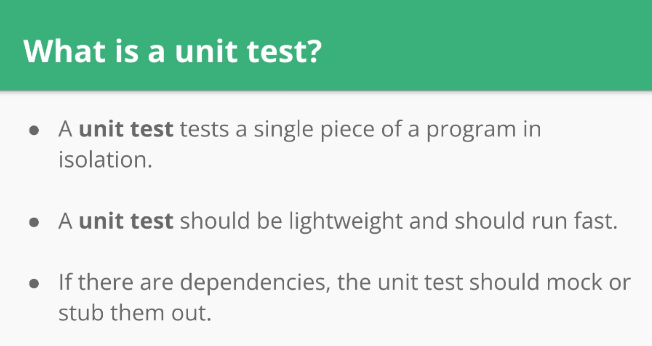 What is a unit test?
● A unit test tests a single piece of a program in
isolation.
● A unit test should be lightweight and should run fast.
● If there are dependencies, the unit test should mock or
stub them out.